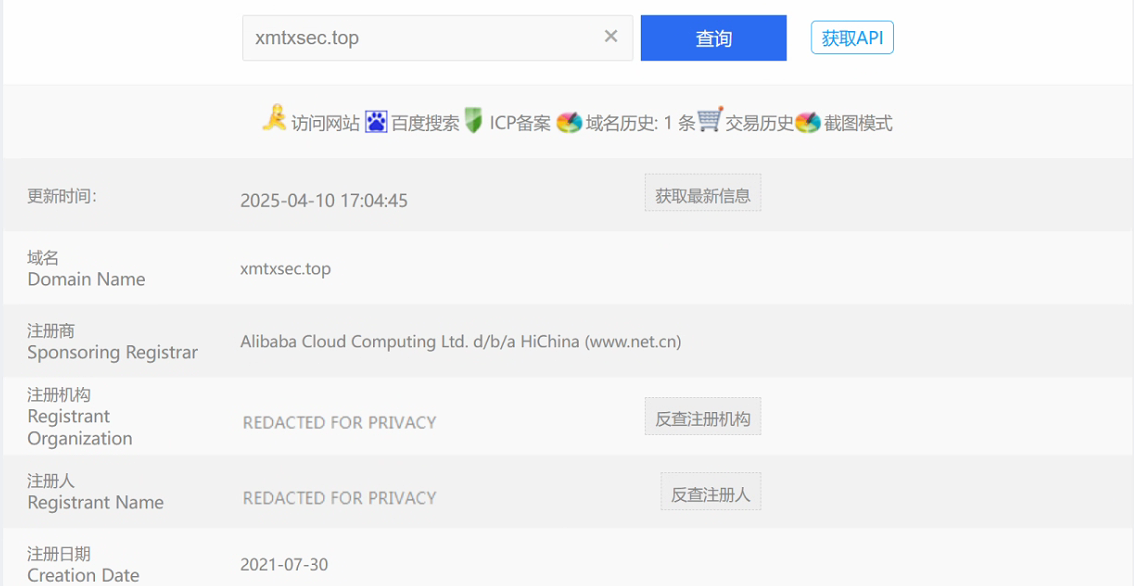 xmtxsec.top × 查询 获取API
访问网站 百度搜索 ICP备案 域名历史: 1 条 交易历史 截图模式
更新时间: 2025-04-10 17:04:45 获取最新信息
域名
Domain Name xmtxsec.top
注册商
Sponsoring Registrar Alibaba Cloud Computing Ltd. d/b/a HiChina (www.net.cn)
注册机构
Registrant
Organization REDACTED FOR PRIVACY 反查注册机构
注册人
Registrant Name REDACTED FOR PRIVACY 反查注册人
注册日期
Creation Date 2021-07-30